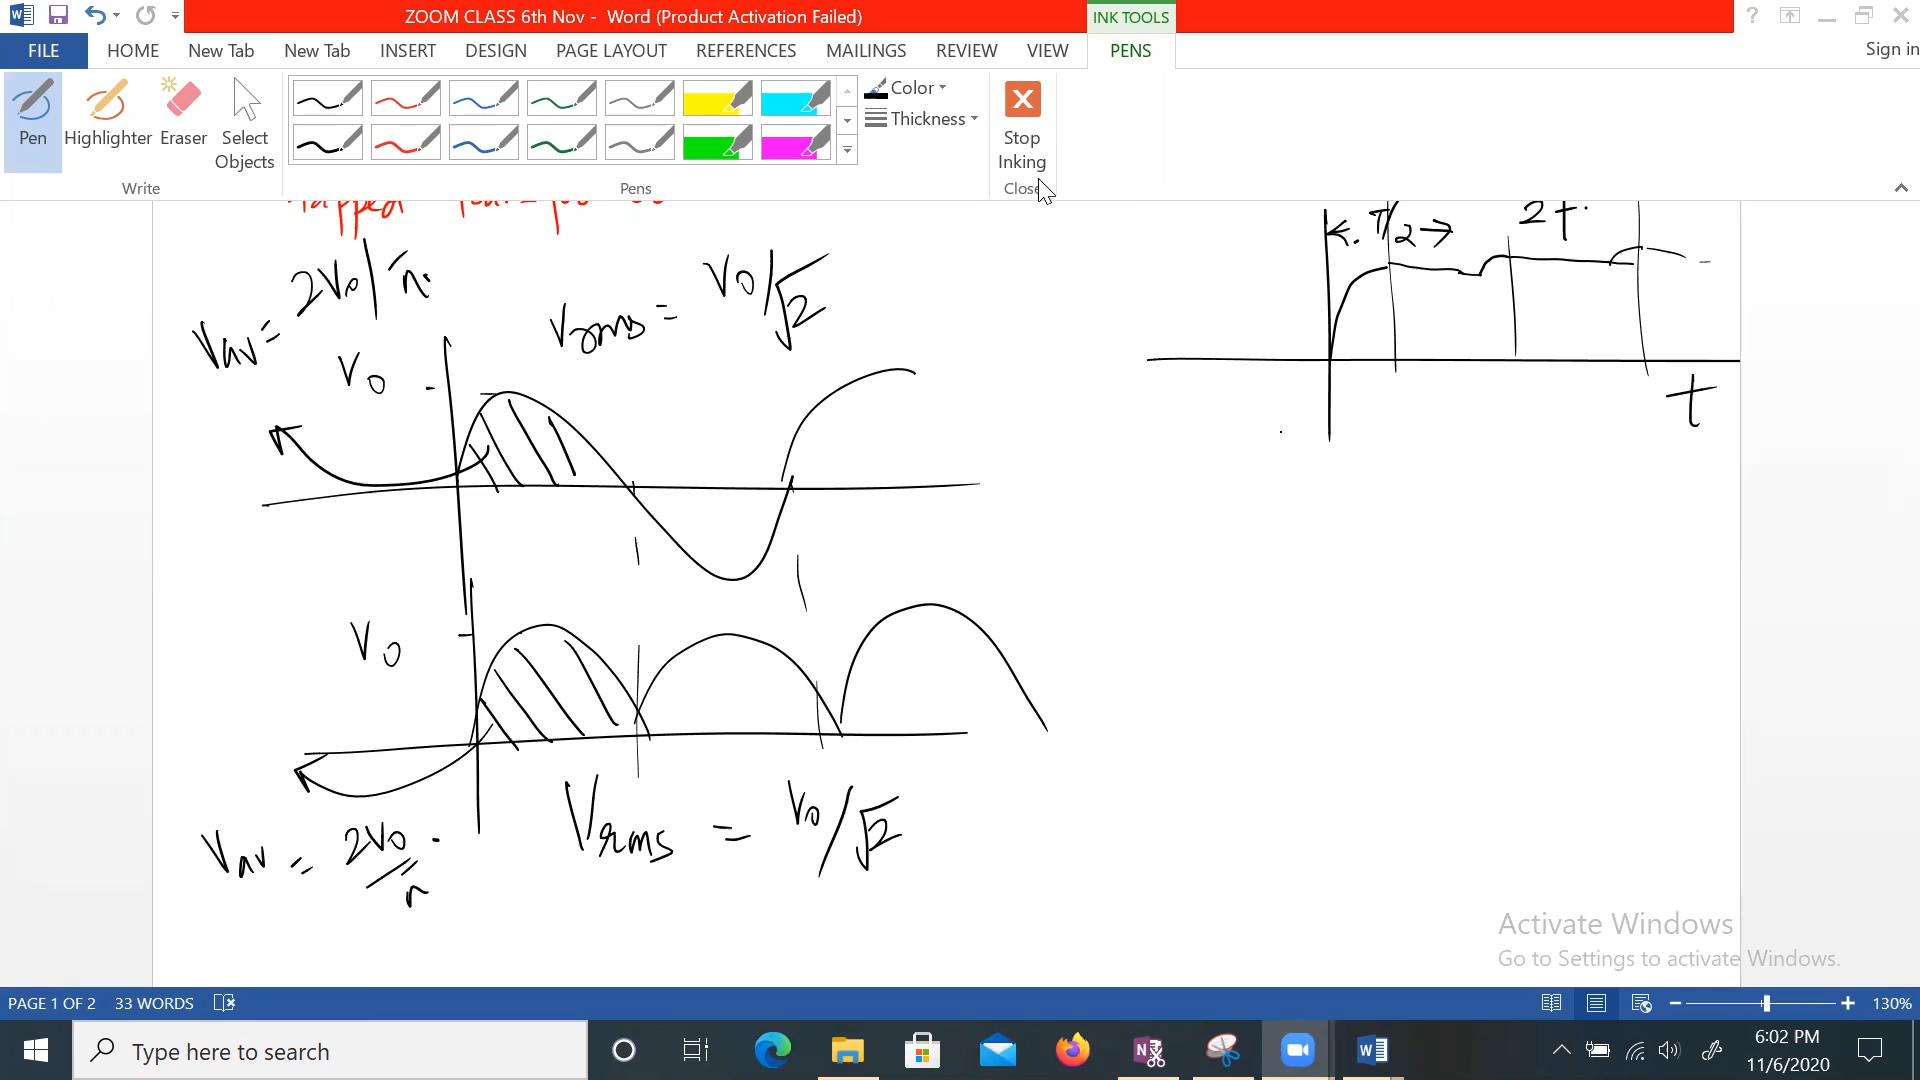 ZOOM CLASS 6th Nov - Word (Product Activation Failed)
INK TOOLS
FILE HOME New Tab New Tab INSERT DESIGN PAGE LAYOUT REFERENCES MAILINGS REVIEW VIEW PENS Sign in
Pen Highlighter Eraser Select Objects
Color
Thickness
Stop Inking
Write Pens Close
Vav = 2V0/π
Vrms = V0/√2
π/2
2f
V0
t
V0
Vav = 2V0/π
Vrms = V0/√2
Activate Windows
Go to Settings to activate Windows.
PAGE 1 OF 2 33 WORDS 130%
Type here to search
6:02 PM
11/6/2020